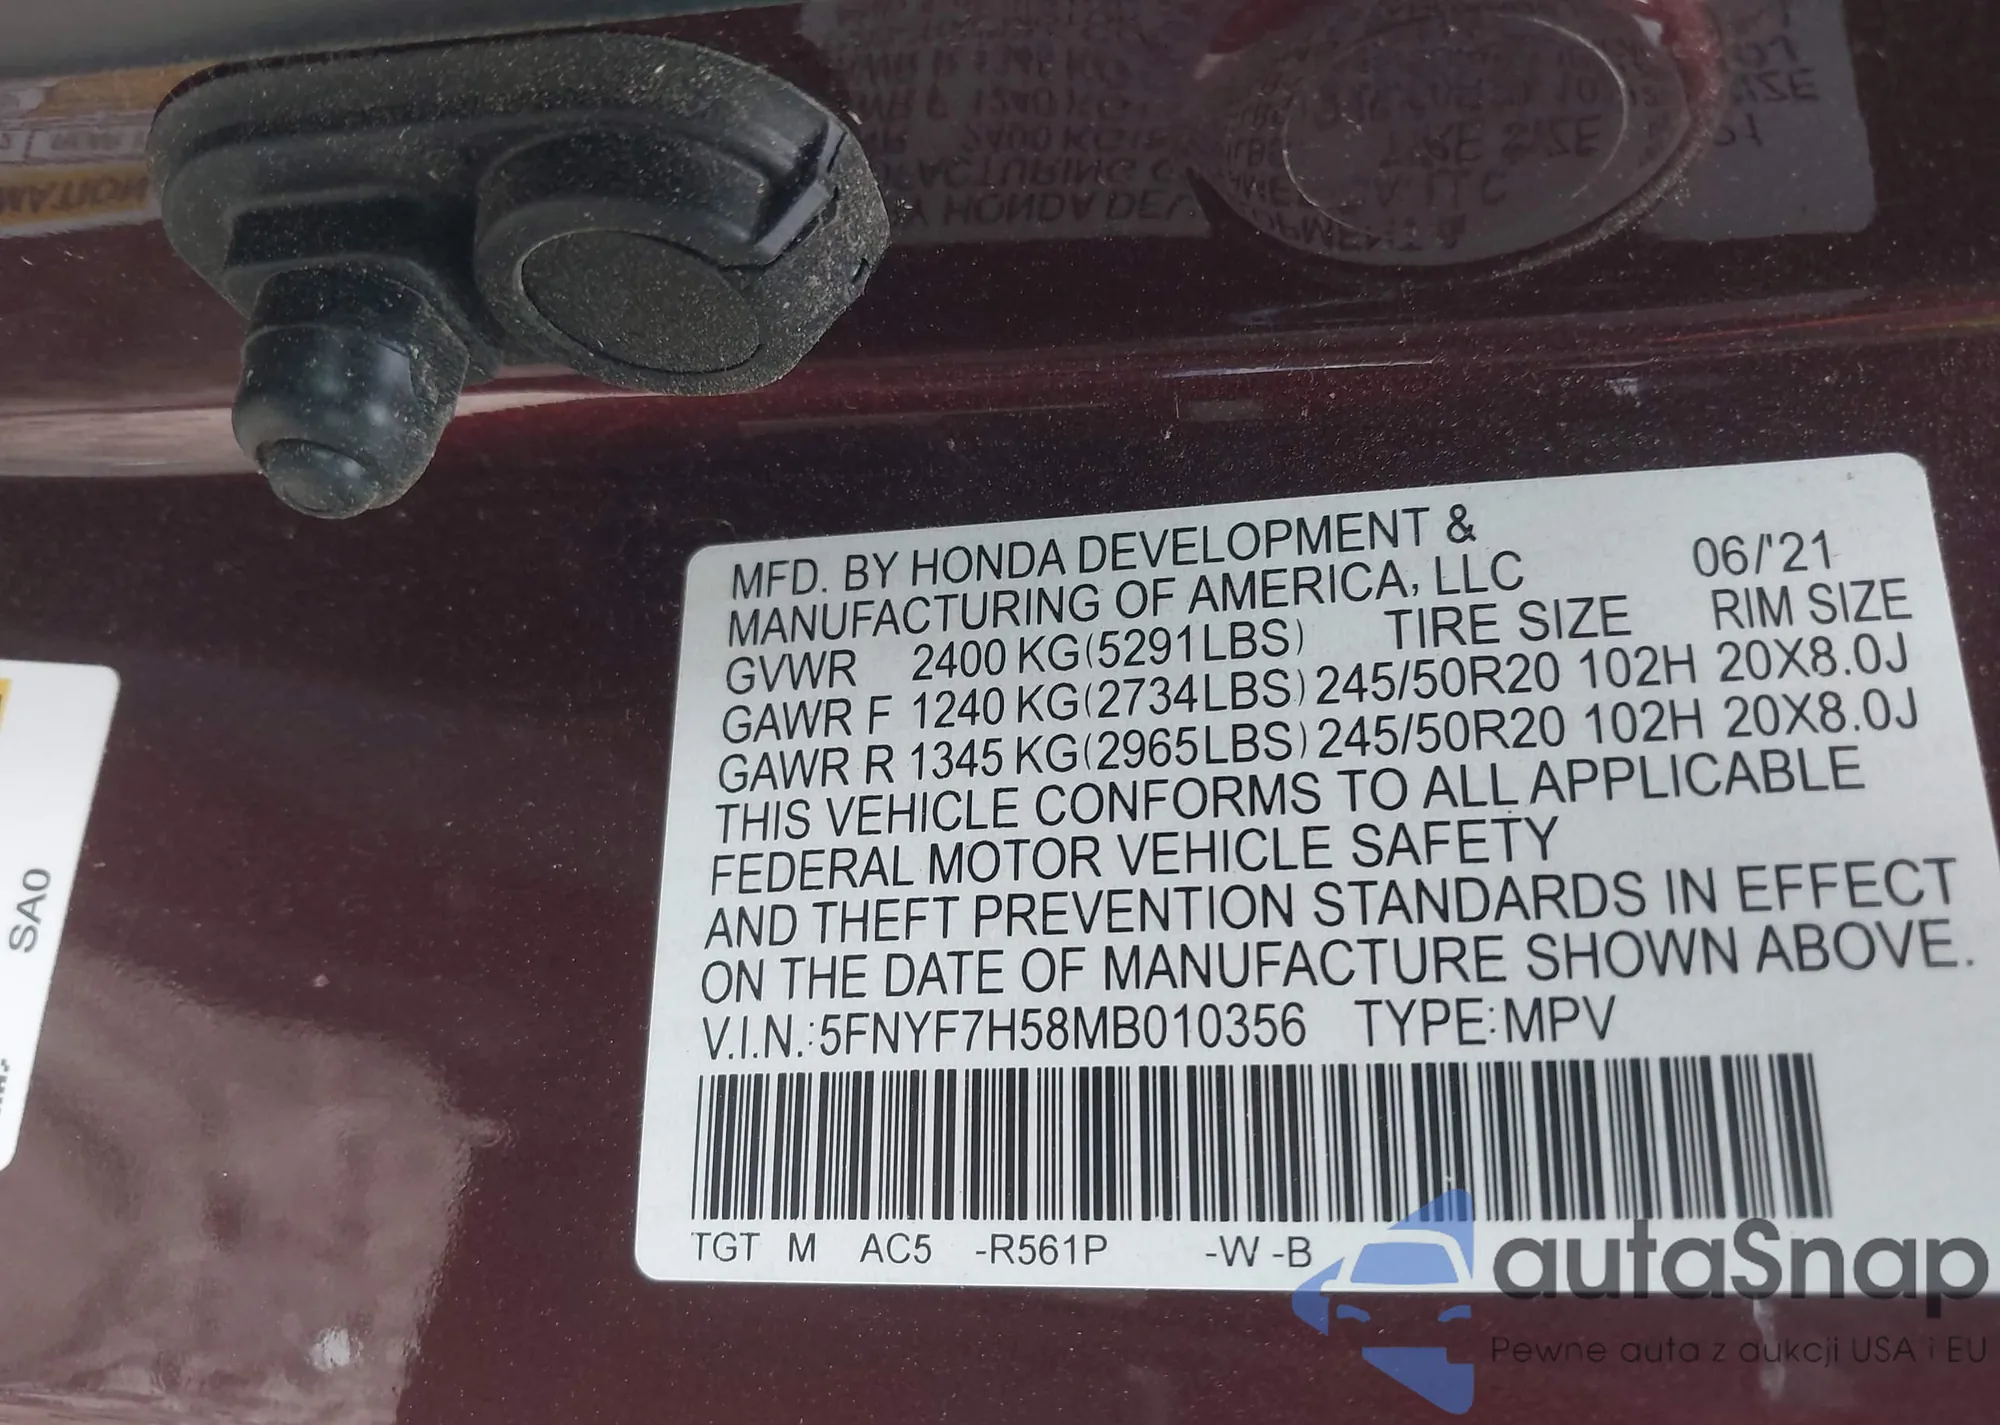 MFD. BY HONDA DEVELOPMENT &
MANUFACTURING OF AMERICA, LLC 06/'21
GVWR 2400 KG(5291LBS) TIRE SIZE RIM SIZE
GAWR F 1240 KG(2734LBS) 245/50R20 102H 20X8.0J
GAWR R 1345 KG(2965LBS) 245/50R20 102H 20X8.0J
THIS VEHICLE CONFORMS TO ALL APPLICABLE
FEDERAL MOTOR VEHICLE SAFETY
AND THEFT PREVENTION STANDARDS IN EFFECT
ON THE DATE OF MANUFACTURE SHOWN ABOVE.
V.I.N.:5FNYF7H58MB010356 TYPE:MPV
TGT M AC5 -R561P -W -B
SA0
autaSnap
Pewne auta z aukcji USA i EU